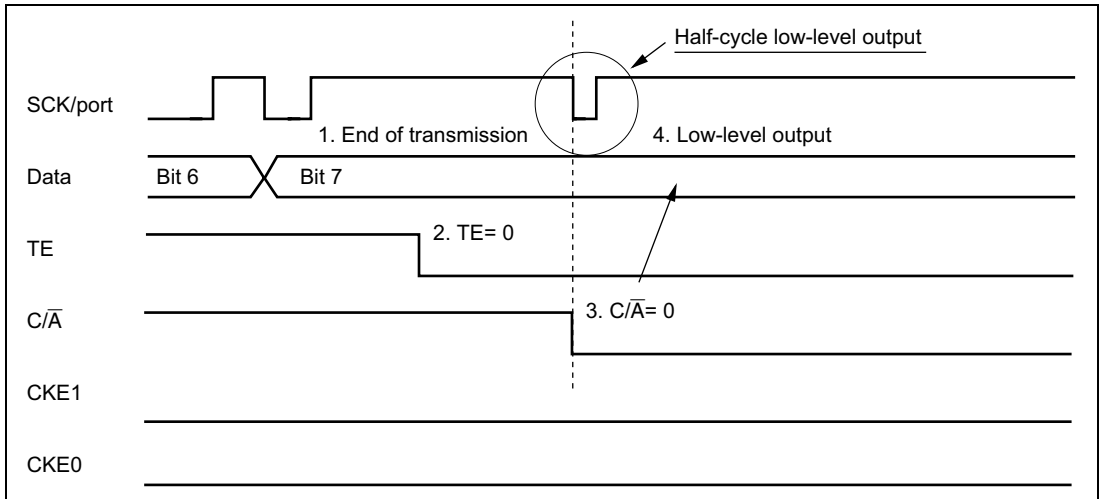 Half-cycle low-level output
SCK/port
1. End of transmission
4. Low-level output
Data
Bit 6
Bit 7
TE
2. TE= 0
C/A̅
3. C/A̅= 0
CKE1
CKE0